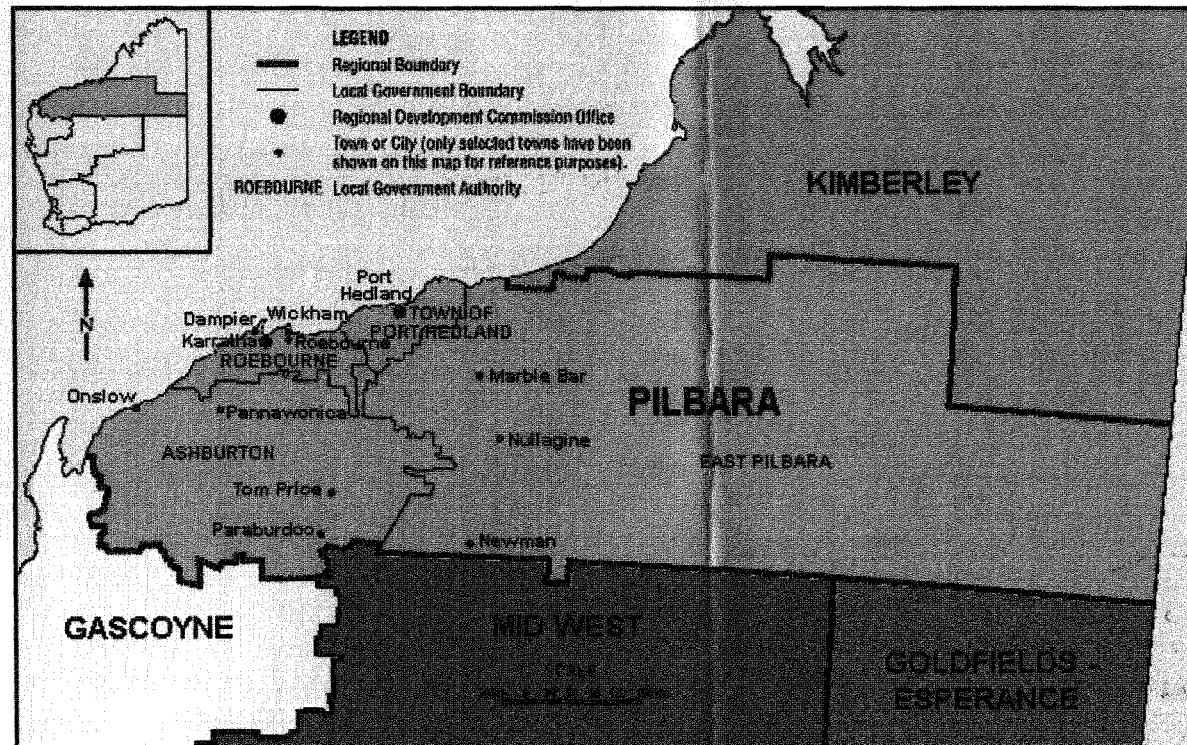 LEGEND
Regional Boundary
Local Government Boundary
Regional Development Commission Office
Town or City (only selected towns have been
shown on this map for reference purposes).
ROEBOURNE Local Government Authority
KIMBERLEY
N
Port
Hedland
TOWN OF
PORT HEDLAND
Wickham
Dampier
Karratha
Roebourne
ROEBOURNE
Marble Bar
PILBARA
Onslow
Pannawonica
Nullagine
ASHBURTON
EAST PILBARA
Tom Price
Paraburdoo
Newman
GASCOYNE
MID WEST
GOLDFIELDS -
ESPERANCE